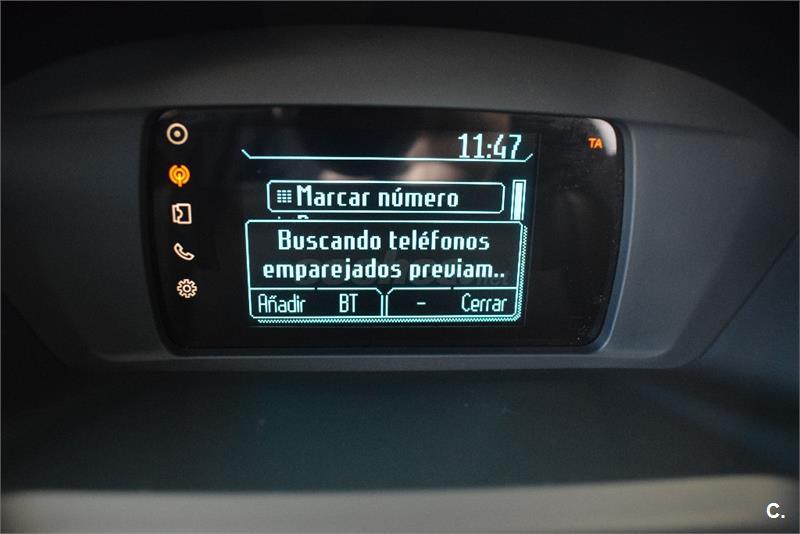 11:47
TA
Marcar número
Buscando teléfonos
emparejados previam..
Añadir BT - Cerrar
C.